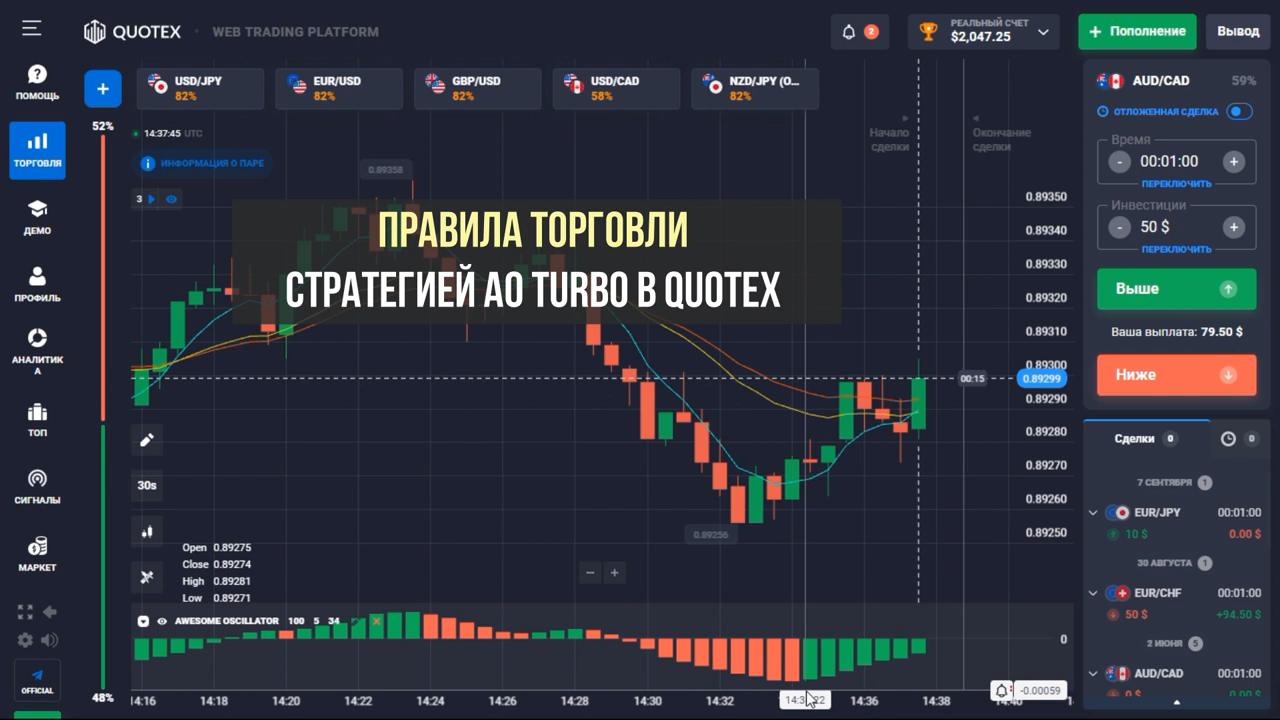 QUOTEX
WEB TRADING PLATFORM
2
РЕАЛЬНЫЙ СЧЕТ
$2,047.25
+ Пополнение
Вывод
ПОМОЩЬ
ТОРГОВЛЯ
ДЕМО
ПРОФИЛЬ
АНАЛИТИК
А
ТОП
СИГНАЛЫ
МАРКЕТ
OFFICIAL
+
USD/JPY
82%
EUR/USD
82%
GBP/USD
82%
USD/CAD
58%
NZD/JPY (O...
82%
52%
48%
14:37:45 UTC
ИНФОРМАЦИЯ О ПАРЕ
3
Начало
сделки
Окончание
сделки
0.89358
ПРАВИЛА ТОРГОВЛИ
СТРАТЕГИЕЙ AO TURBO В QUOTEX
0.89350
0.89340
0.89330
0.89320
0.89310
0.89300
00:15
0.89299
0.89290
0.89280
0.89270
0.89260
0.89250
0.89256
30s
Open 0.89275
Close 0.89274
High 0.89281
Low 0.89271
− +
AWESOME OSCILLATOR 100 5 34
0
-0.00059
14:16
14:18
14:20
14:22
14:24
14:26
14:28
14:30
14:32
14:36
14:38
14:40
AUD/CAD
59%
ОТЛОЖЕННАЯ СДЕЛКА
Время
- 00:01:00 +
ПЕРЕКЛЮЧИТЬ
Инвестиции
- 50 $ +
ПЕРЕКЛЮЧИТЬ
Выше
Ваша выплата: 79.50 $
Ниже
Сделки 0
0
7 СЕНТЯБРЯ 1
EUR/JPY 00:01:00
10 $ 0.00 $
30 АВГУСТА 1
EUR/CHF 00:01:00
50 $ +94.50 $
2 ИЮНЯ 5
AUD/CAD 00:01:00